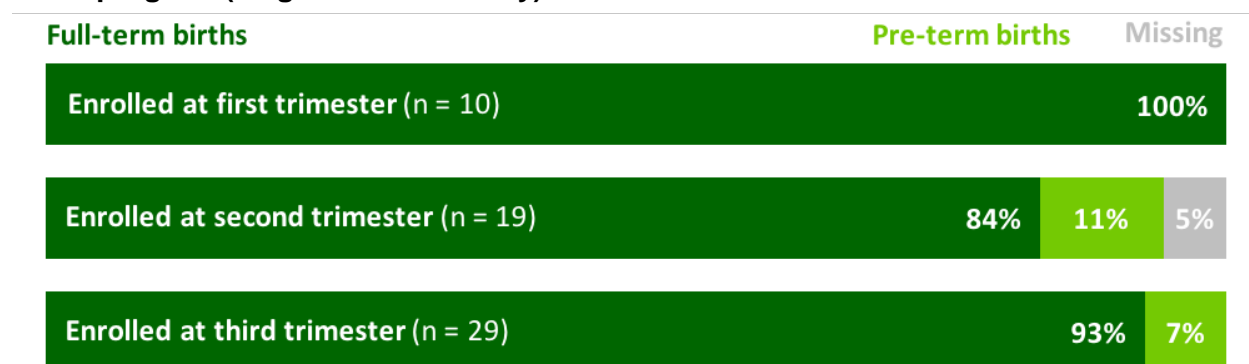 Full-term births Pre-term births Missing
Enrolled at first trimester (n = 10) 100%
Enrolled at second trimester (n = 19) 84% 11% 5%
Enrolled at third trimester (n = 29) 93% 7%